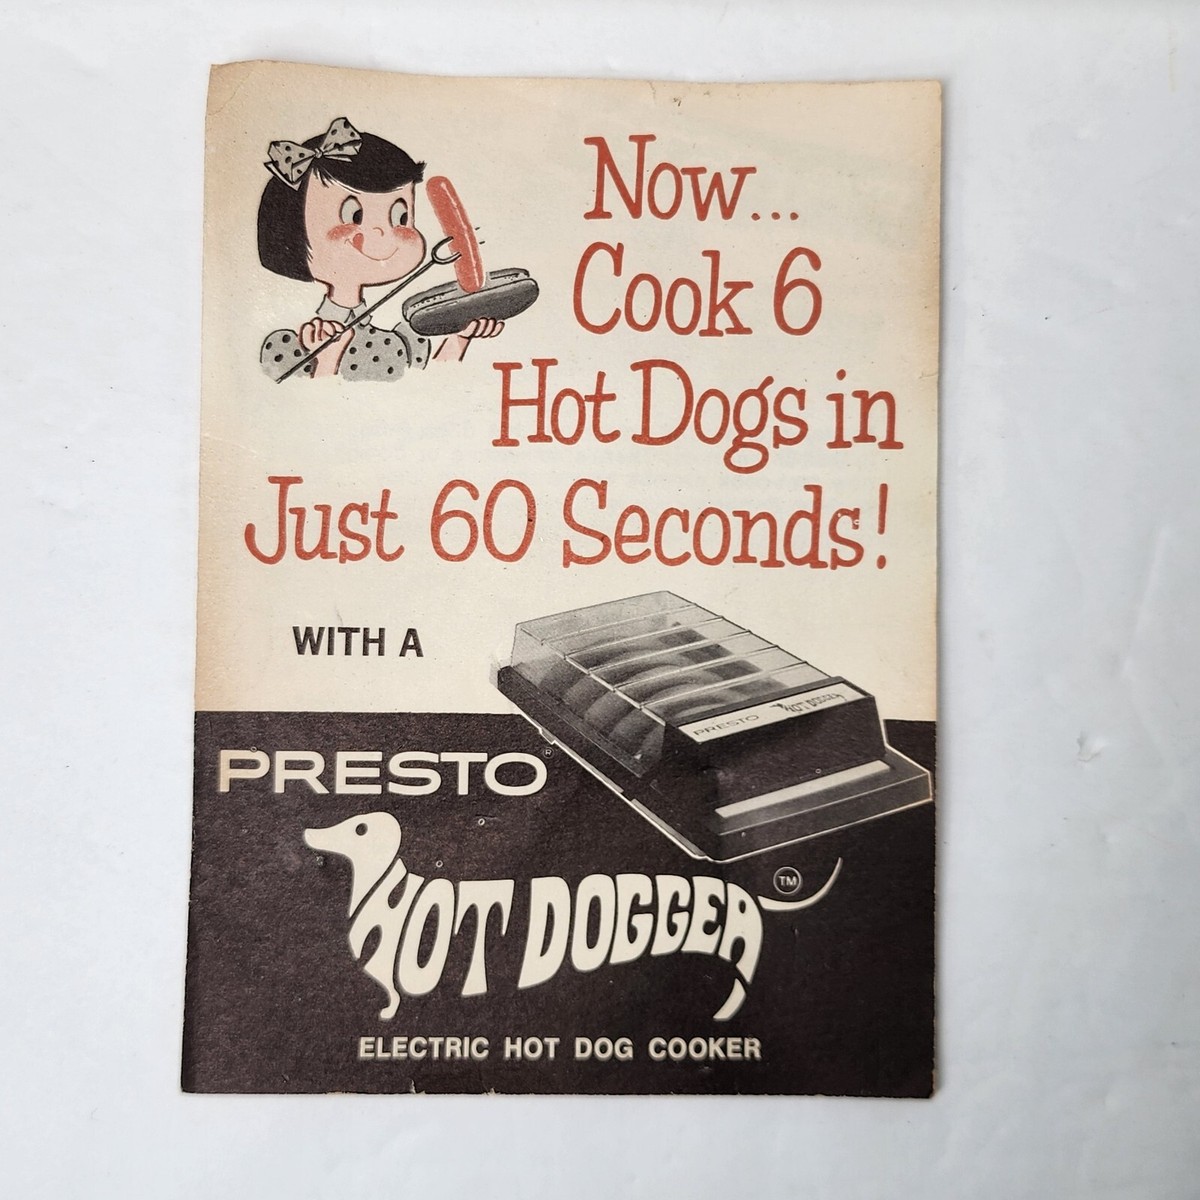 Now...
Cook 6
Hot Dogs in
Just 60 Seconds!
WITH A
PRESTO HOT DOGGER
PRESTO®
HOT DOGGER TM
ELECTRIC HOT DOG COOKER